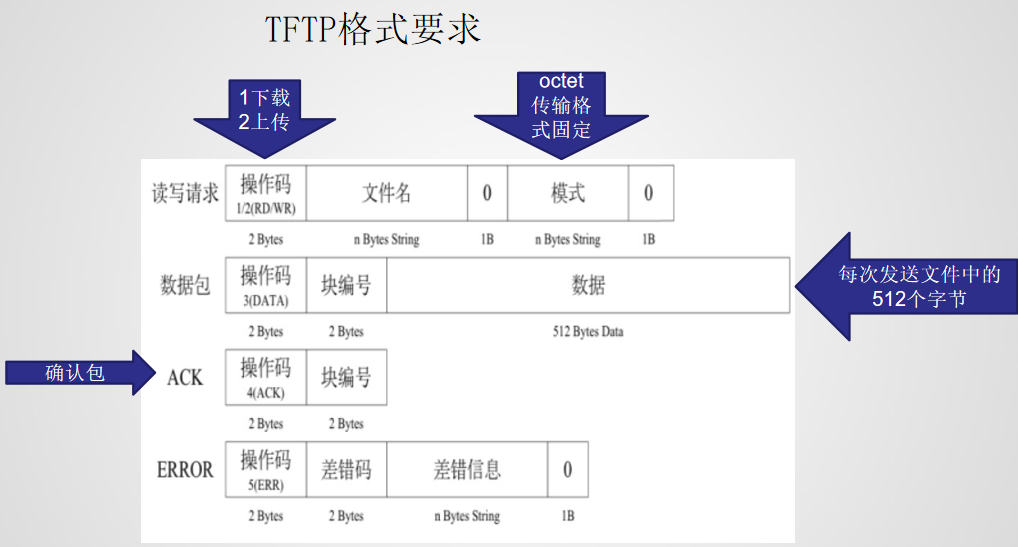 TFTP格式要求
1下载
2上传
octet
传输格
式固定
读写请求
操作码
1/2(RD/WR)
文件名
0
模式
0
2 Bytes
n Bytes String
1B
n Bytes String
1B
数据包
操作码
3(DATA)
块编号
数据
每次发送文件中的
512个字节
2 Bytes
2 Bytes
512 Bytes Data
确认包
ACK
操作码
4(ACK)
块编号
2 Bytes
2 Bytes
ERROR
操作码
5(ERR)
差错码
差错信息
0
2 Bytes
2 Bytes
n Bytes String
1B